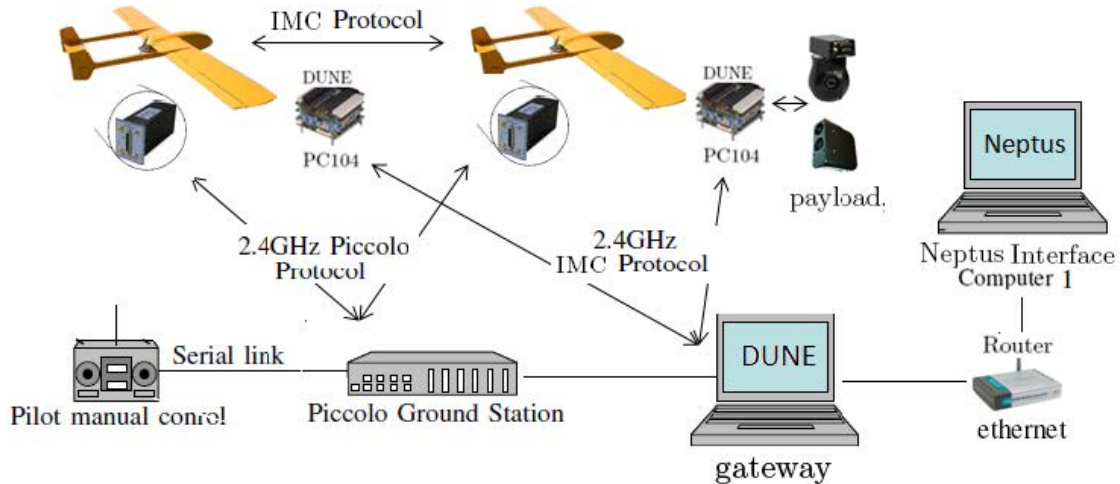 IMC Protocol
DUNE
PC104
DUNE
PC104
payload,
Neptus
Neptus Interface
Computer 1
2.4GHz Piccolo
Protocol
2.4GHz
IMC Protocol
Router
ethernet
Serial link
Pilot manual conrol
Piccolo Ground Station
DUNE
gateway